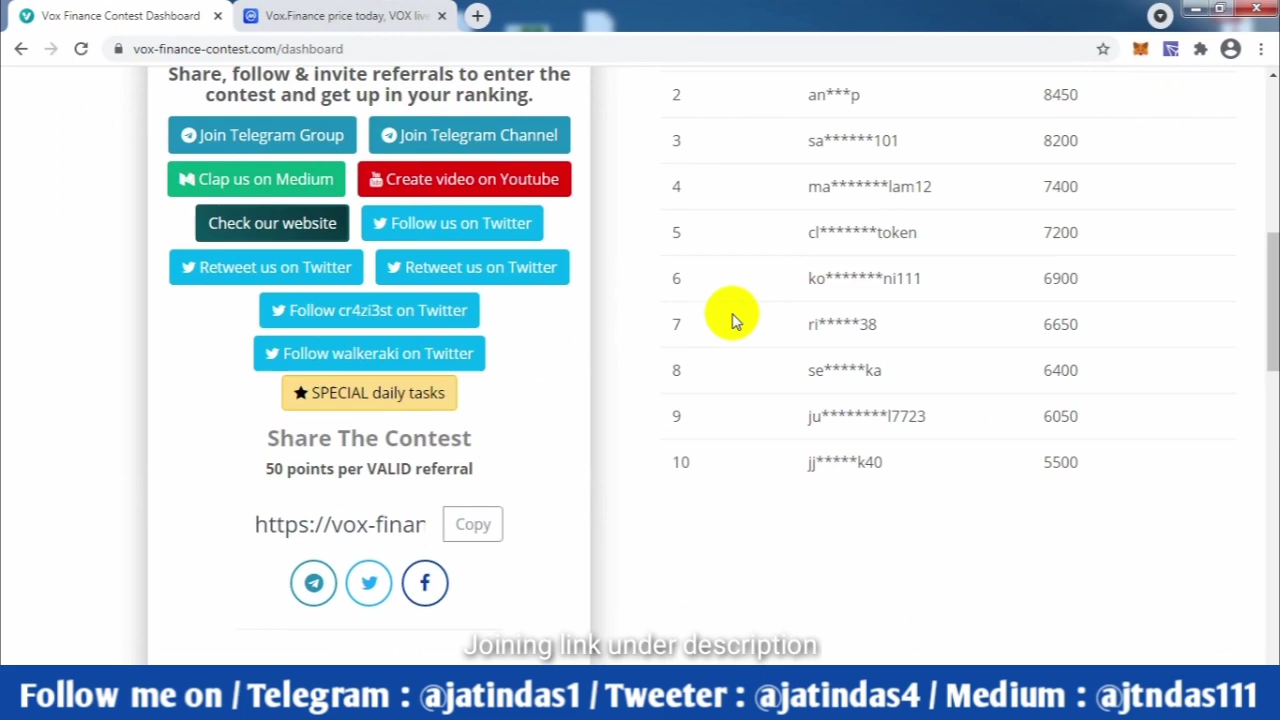 Vox Finance Contest Dashboard
Vox.Finance price today, VOX live
vox-finance-contest.com/dashboard
Share, follow & invite referrals to enter the
contest and get up in your ranking.
Join Telegram Group
Join Telegram Channel
Clap us on Medium
Create video on Youtube
Check our website
Follow us on Twitter
Retweet us on Twitter
Retweet us on Twitter
Follow cr4zi3st on Twitter
Follow walkeraki on Twitter
SPECIAL daily tasks
Share The Contest
50 points per VALID referral
https://vox-finar
Copy
2 an***p 8450
3 sa******101 8200
4 ma*******lam12 7400
5 cl*******token 7200
6 ko*******ni111 6900
7 ri*****38 6650
8 se*****ka 6400
9 ju********l7723 6050
10 jj*****k40 5500
Joining link under description
Follow me on / Telegram : @jatindas1 / Tweeter : @jatindas4 / Medium : @jtndas111